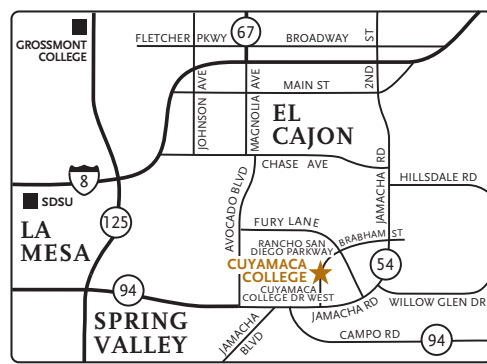 GROSSMONT
COLLEGE
67
FLETCHER PKWY
BROADWAY
2ND ST
JOHNSON AVE
MAGNOLIA AVE
MAIN ST
EL
CAJON
CHASE AVE
JAMACHA RD
HILLSDALE RD
8
SDSU
125
LA
MESA
AVOCADO BLVD
FURY LANE
RANCHO SAN
DIEGO PARKWAY
BRABHAM ST
CUYAMACA
COLLEGE
CUYAMACA
COLLEGE DR WEST
54
94
JAMACHA RD
WILLOW GLEN DR
SPRING
VALLEY
JAMACHA
BLVD
CAMPO RD
94